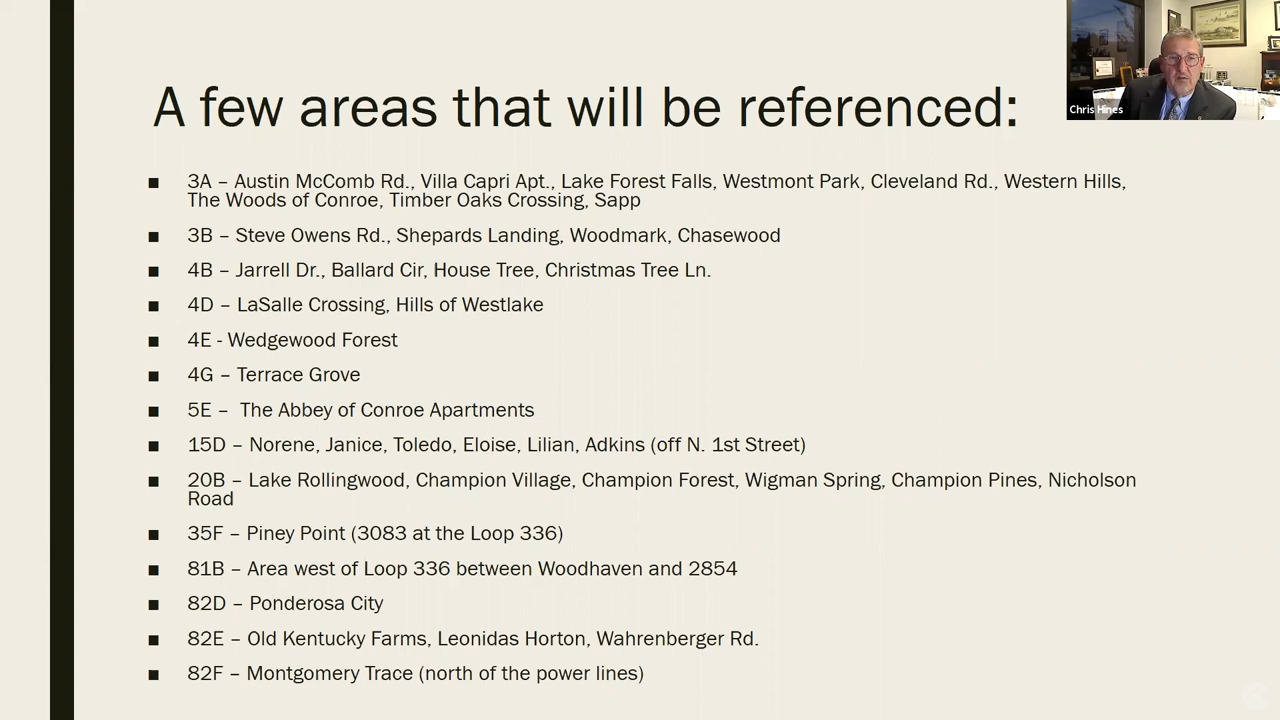 A few areas that will be referenced:
Chris Hines
■ 3A – Austin McComb Rd., Villa Capri Apt., Lake Forest Falls, Westmont Park, Cleveland Rd., Western Hills,
The Woods of Conroe, Timber Oaks Crossing, Sapp
■ 3B – Steve Owens Rd., Shepards Landing, Woodmark, Chasewood
■ 4B – Jarrell Dr., Ballard Cir, House Tree, Christmas Tree Ln.
■ 4D – LaSalle Crossing, Hills of Westlake
■ 4E - Wedgewood Forest
■ 4G – Terrace Grove
■ 5E – The Abbey of Conroe Apartments
■ 15D – Norene, Janice, Toledo, Eloise, Lilian, Adkins (off N. 1st Street)
■ 20B – Lake Rollingwood, Champion Village, Champion Forest, Wigman Spring, Champion Pines, Nicholson
Road
■ 35F – Piney Point (3083 at the Loop 336)
■ 81B – Area west of Loop 336 between Woodhaven and 2854
■ 82D – Ponderosa City
■ 82E – Old Kentucky Farms, Leonidas Horton, Wahrenberger Rd.
■ 82F – Montgomery Trace (north of the power lines)